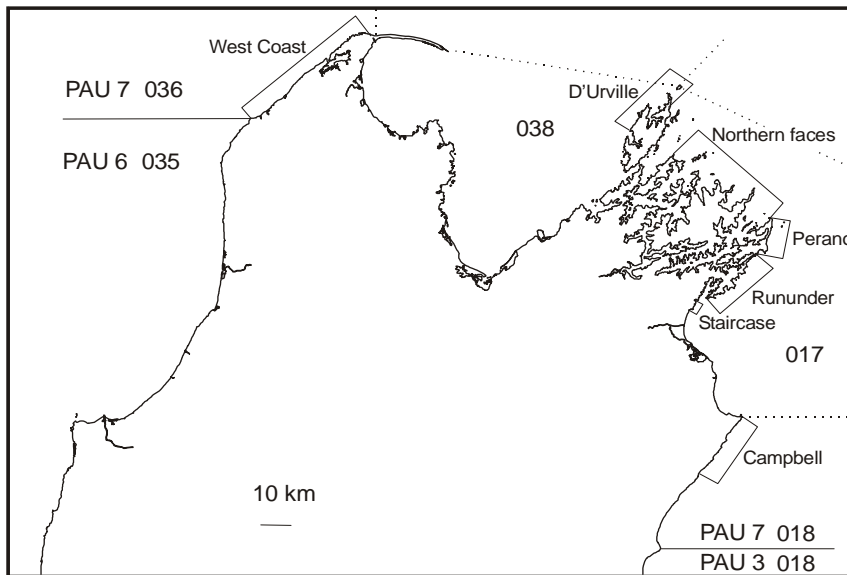 West Coast
PAU 7 036
D'Urville
038
Northern faces
PAU 6 035
Perano
Rununder
Staircase
017
Campbell
10 km
PAU 7 018
PAU 3 018